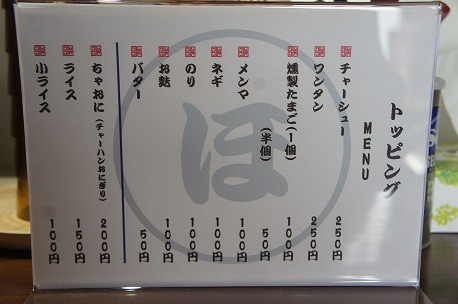 トッピング
MENU
チャーシュー 250円
ワンタン 250円
燻製たまご(1個) 100円
(半個) 50円
メンマ 100円
ネギ 100円
のり 100円
お麩 100円
バター 50円
ちゃおに(チャーハンおにぎり) 200円
ライス 150円
小ライス 100円
ほ